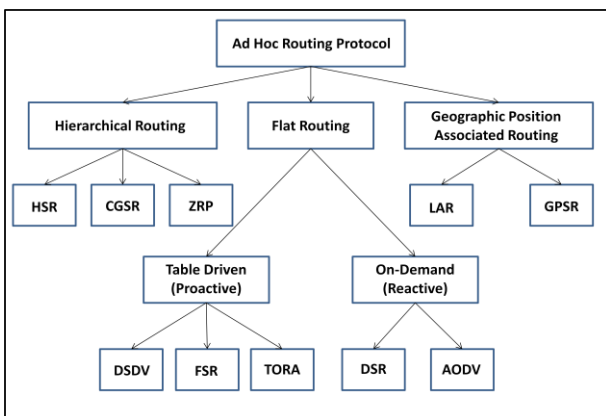 Ad Hoc Routing Protocol
Hierarchical Routing
Flat Routing
Geographic Position
Associated Routing
HSR
CGSR
ZRP
LAR
GPSR
Table Driven
(Proactive)
On-Demand
(Reactive)
DSDV
FSR
TORA
DSR
AODV